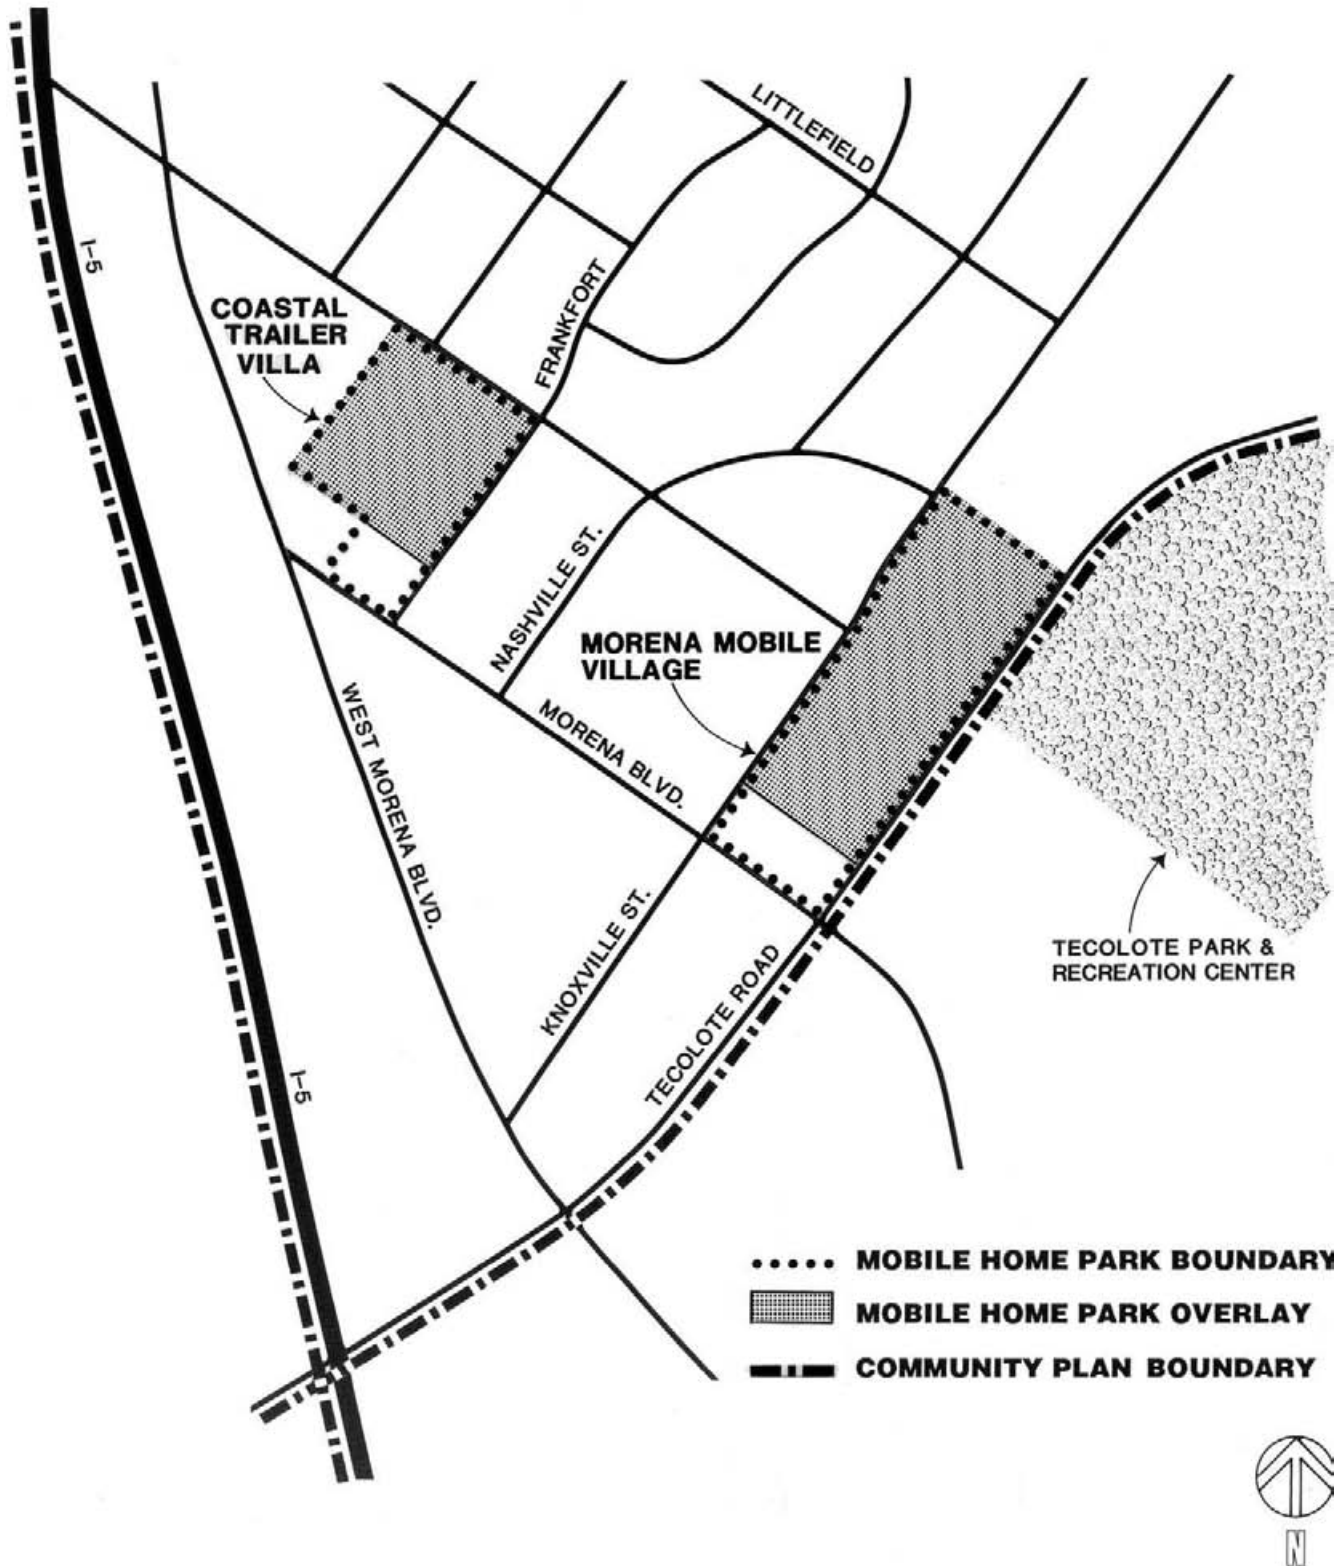 LITTLEFIELD
I-5
COASTAL
TRAILER
VILLA
FRANKFORT
NASHVILLE ST.
MORENA MOBILE
VILLAGE
WEST MORENA BLVD.
MORENA BLVD.
KNOXVILLE ST.
TECOLOTE ROAD
TECOLOTE PARK &
RECREATION CENTER
I-5
MOBILE HOME PARK BOUNDARY
MOBILE HOME PARK OVERLAY
COMMUNITY PLAN BOUNDARY
N